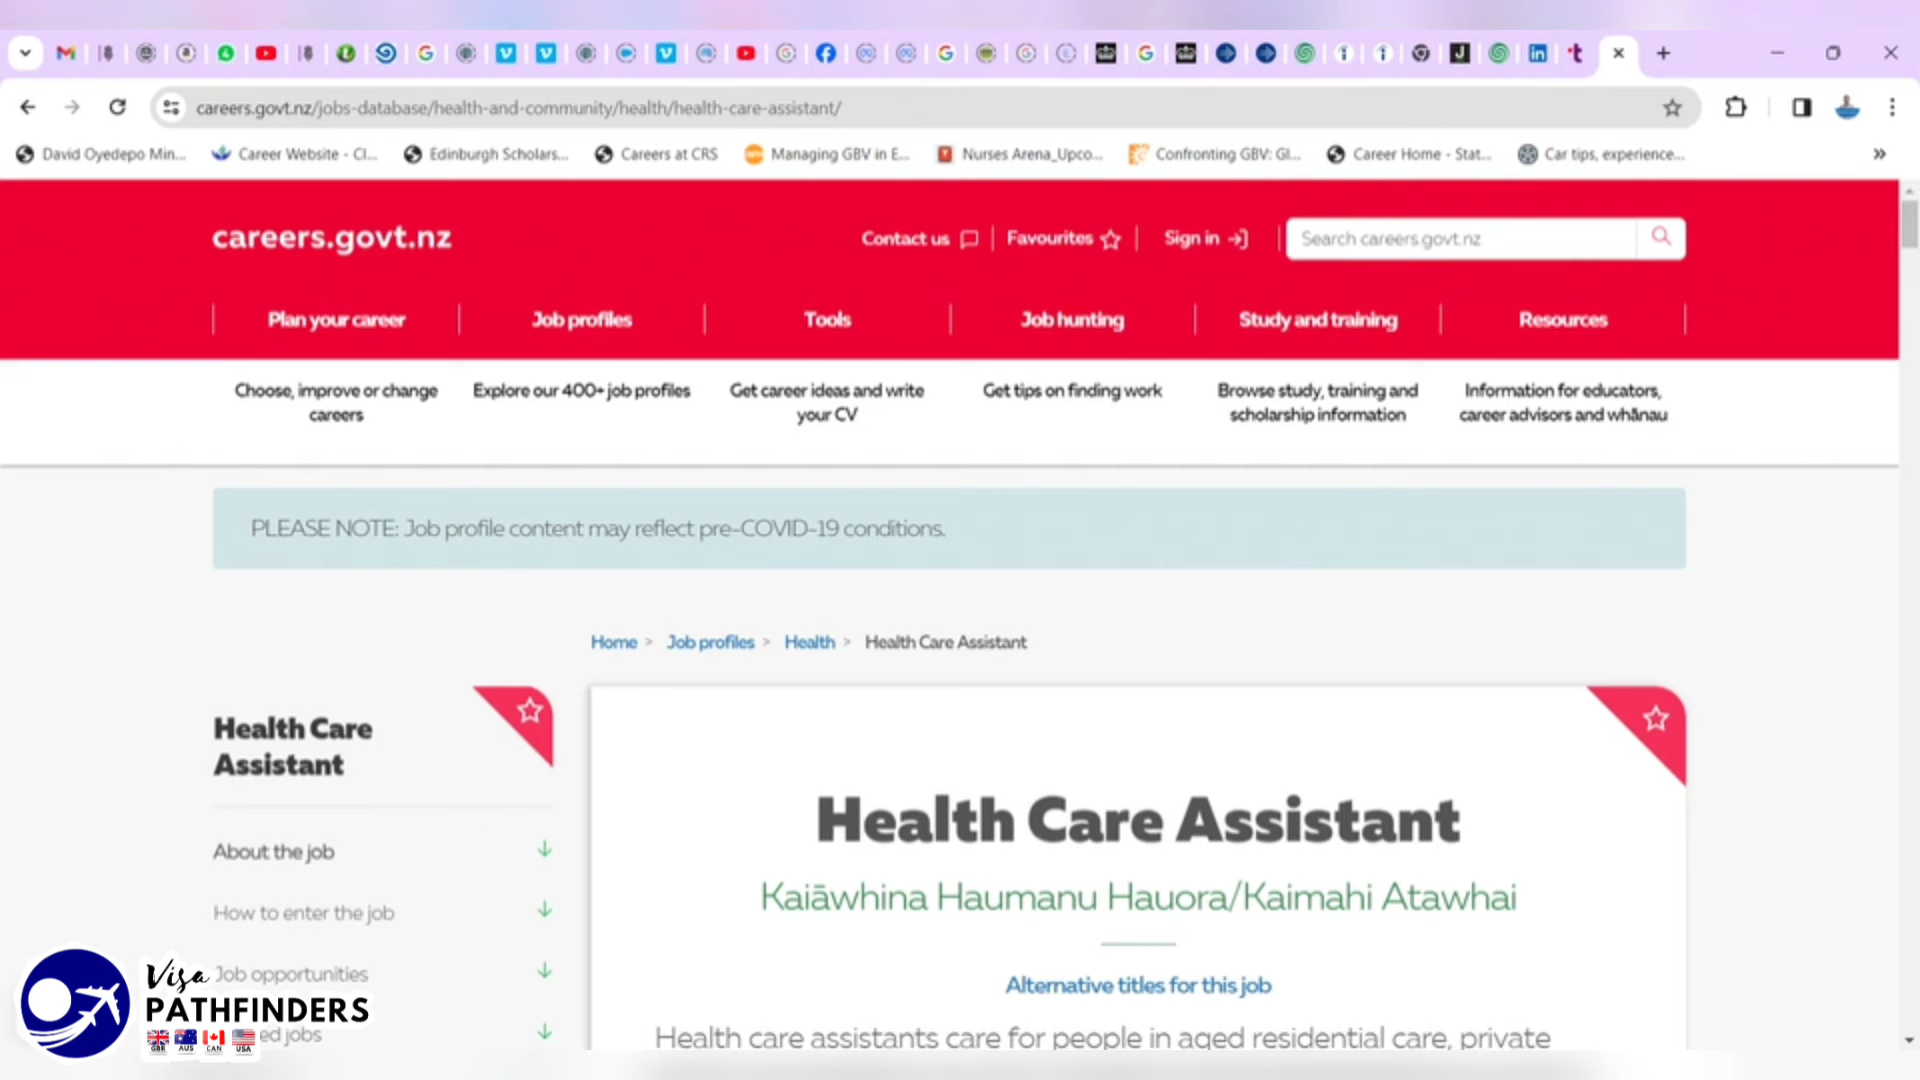 careers.govt.nz/jobs-database/health-and-community/health/health-care-assistant/
David Oyedepo Min... Career Website - Cl... Edinburgh Scholars... Careers at CRS Managing GBV in E... Nurses Arena_Upco... Confronting GBV: Gl... Career Home - Stat... Car tips, experience... »
careers.govt.nz Contact us Favourites Sign in Search careers.govt.nz
Plan your career Job profiles Tools Job hunting Study and training Resources
Choose, improve or change careers
Explore our 400+ job profiles
Get career ideas and write your CV
Get tips on finding work
Browse study, training and scholarship information
Information for educators, career advisors and whānau
PLEASE NOTE: Job profile content may reflect pre-COVID-19 conditions.
Home > Job profiles > Health > Health Care Assistant
Health Care
Assistant
About the job
How to enter the job
Job opportunities
ed jobs
Health Care Assistant
Kaiāwhina Haumanu Hauora/Kaimahi Atawhai
Alternative titles for this job
Health care assistants care for people in aged residential care, private
Visa
PATHFINDERS
GBR AUS CAN USA